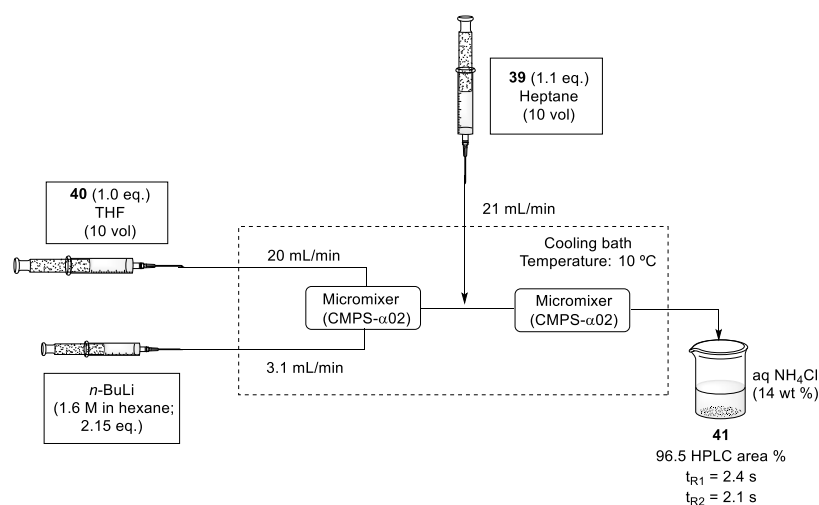 39 (1.1 eq.)
Heptane
(10 vol)
40 (1.0 eq.)
THF
(10 vol)
21 mL/min
20 mL/min
Cooling bath
Temperature: 10 ºC
Micromixer
(CMPS-α02)
Micromixer
(CMPS-α02)
3.1 mL/min
n-BuLi
(1.6 M in hexane;
2.15 eq.)
aq NH4Cl
(14 wt %)
41
96.5 HPLC area %
tR1 = 2.4 s
tR2 = 2.1 s